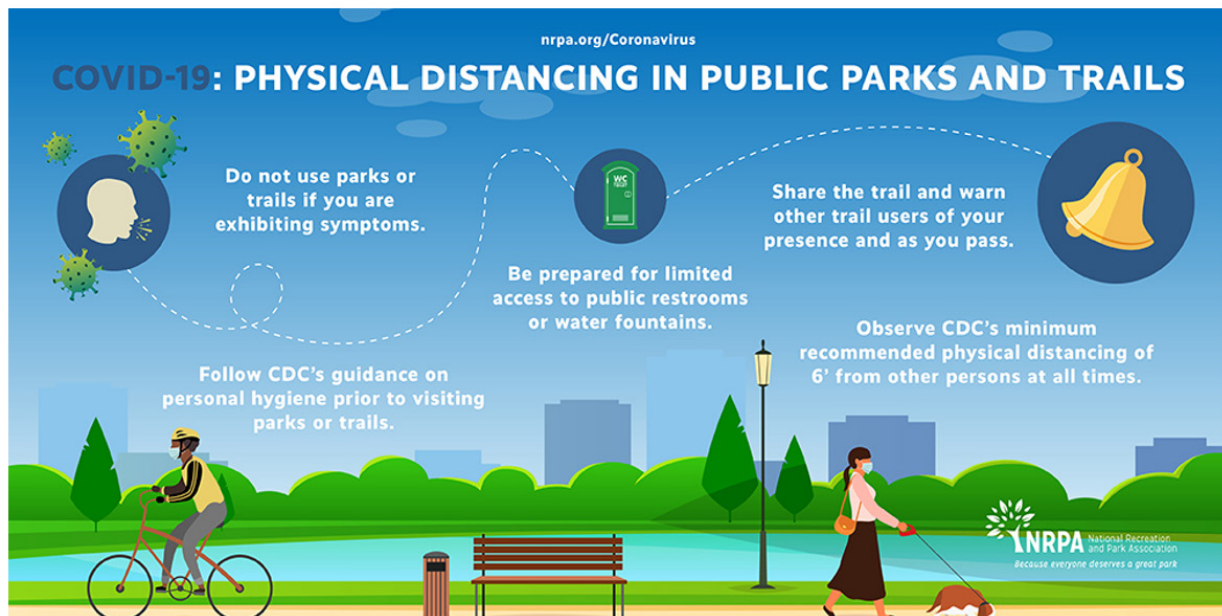 nrpa.org/Coronavirus
COVID-19: PHYSICAL DISTANCING IN PUBLIC PARKS AND TRAILS
Do not use parks or
trails if you are
exhibiting symptoms.
Follow CDC's guidance on
personal hygiene prior to visiting
parks or trails.
WC
TOILET
Be prepared for limited
access to public restrooms
or water fountains.
Share the trail and warn
other trail users of your
presence and as you pass.
Observe CDC's minimum
recommended physical distancing of
6' from other persons at all times.
NRPA National Recreation
and Park Association
Because everyone deserves a great park